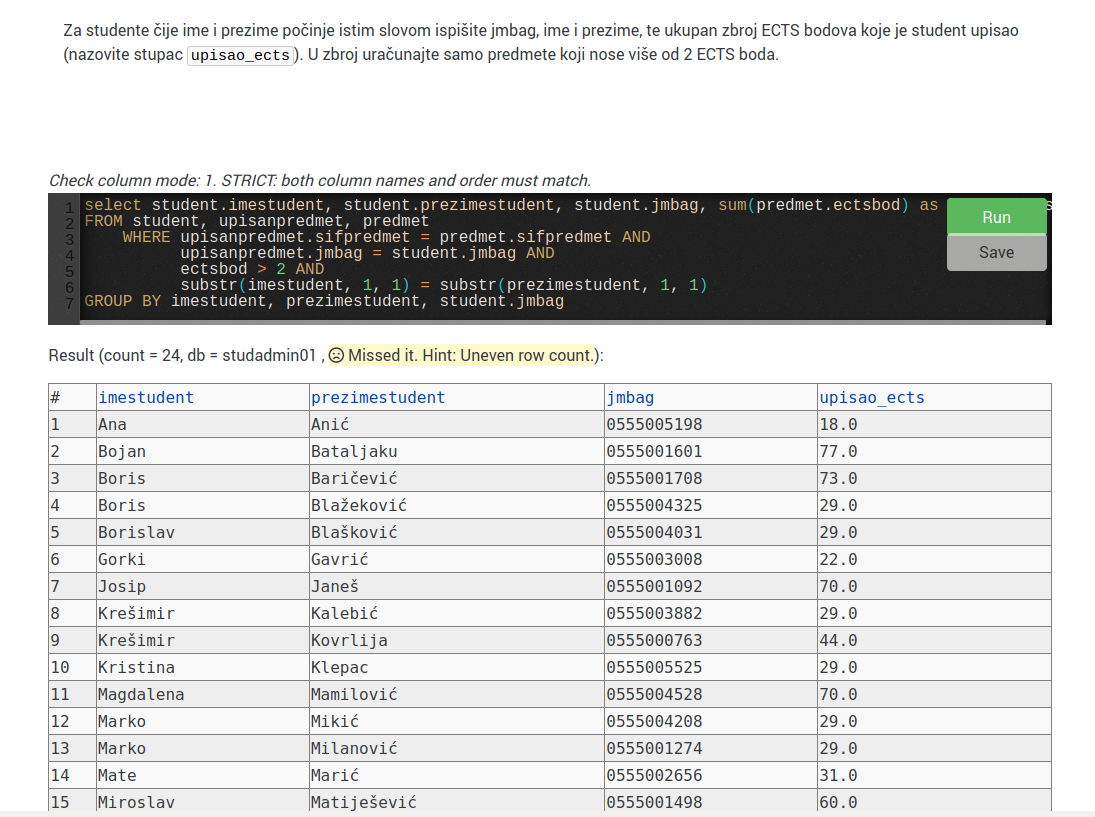 Za studente čije ime i prezime počinje istim slovom ispišite jmbag, ime i prezime, te ukupan zbroj ECTS bodova koje je student upisao
(nazovite stupac upisao_ects). U zbroj uračunajte samo predmete koji nose više od 2 ECTS boda.
Check column mode: 1. STRICT: both column names and order must match.
1 select student.imestudent, student.prezimestudent, student.jmbag, sum(predmet.ectsbod) as
2 FROM student, upisanpredmet, predmet
3 WHERE upisanpredmet.sifpredmet = predmet.sifpredmet AND
4 upisanpredmet.jmbag = student.jmbag AND
5 ectsbod > 2 AND
6 substr(imestudent, 1, 1) = substr(prezimestudent, 1, 1)
7 GROUP BY imestudent, prezimestudent, student.jmbag
Run
Save
Result (count = 24, db = studadmin01 , Missed it. Hint: Uneven row count.):
# imestudent prezimestudent jmbag upisao_ects
1 Ana Anić 0555005198 18.0
2 Bojan Bataljaku 0555001601 77.0
3 Boris Baričević 0555001708 73.0
4 Boris Blažeković 0555004325 29.0
5 Borislav Blašković 0555004031 29.0
6 Gorki Gavrić 0555003008 22.0
7 Josip Janeš 0555001092 70.0
8 Krešimir Kalebić 0555003882 29.0
9 Krešimir Kovrlija 0555000763 44.0
10 Kristina Klepac 0555005525 29.0
11 Magdalena Mamilović 0555004528 70.0
12 Marko Mikić 0555004208 29.0
13 Marko Milanović 0555001274 29.0
14 Mate Marić 0555002656 31.0
15 Miroslav Matiješević 0555001498 60.0